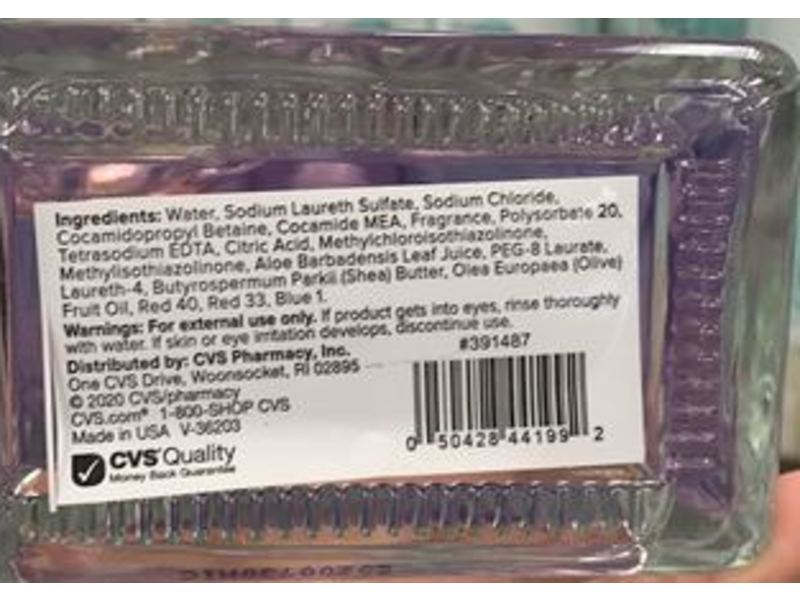 Ingredients: Water, Sodium Laureth Sulfate, Sodium Chloride,
Cocamidopropyl Betaine, Cocamide MEA, Fragrance, Polysorbate 20,
Tetrasodium EDTA, Citric Acid, Methylchloroisothiazolinone,
Methylisothiazolinone, Aloe Barbadensis Leaf Juice, PEG-8 Laurate,
Laureth-4, Butyrospermum Parkii (Shea) Butter, Olea Europaea (Olive)
Fruit Oil, Red 40, Red 33, Blue 1.
Warnings: For external use only. If product gets into eyes, rinse thoroughly
with water. If skin or eye irritation develops, discontinue use.
Distributed by: CVS Pharmacy, Inc.
One CVS Drive, Woonsocket, RI 02895
© 2020 CVS/pharmacy
CVS.com® 1-800-SHOP CVS
Made in USA V-36203
CVS Quality
Money Back Guarantee
#391487
0 50428 44199 2